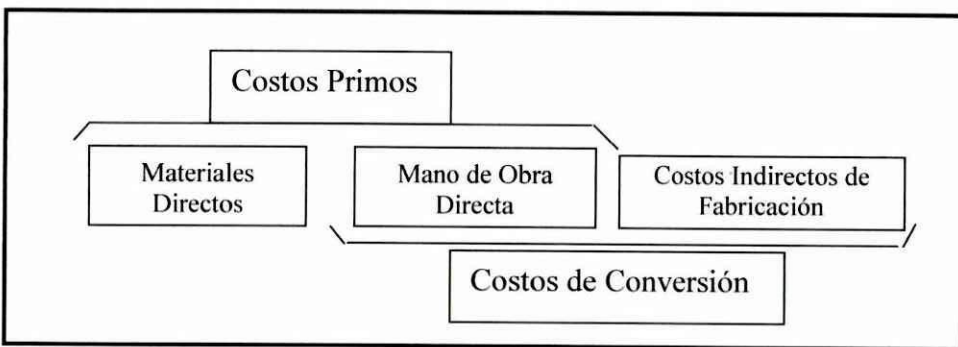 Costos Primos
Materiales
Directos
Mano de Obra
Directa
Costos Indirectos de
Fabricación
Costos de Conversión